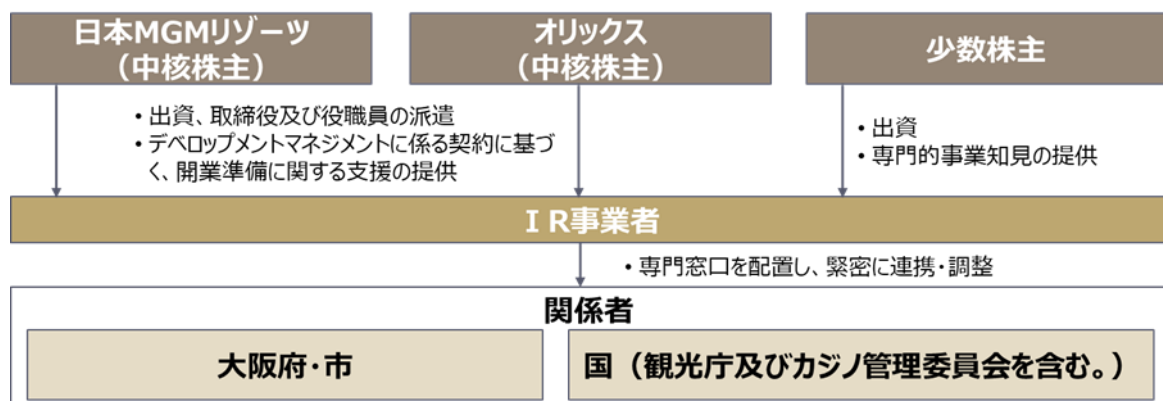 日本MGMリゾーツ
（中核株主）
オリックス
（中核株主）
少数株主
・出資、取締役及び役職員の派遣
・デベロップメントマネジメントに係る契約に基づ
く、開業準備に関する支援の提供
・出資
・専門的事業知見の提供
ＩＲ事業者
・専門窓口を配置し、緊密に連携・調整
関係者
大阪府・市
国（観光庁及びカジノ管理委員会を含む。）